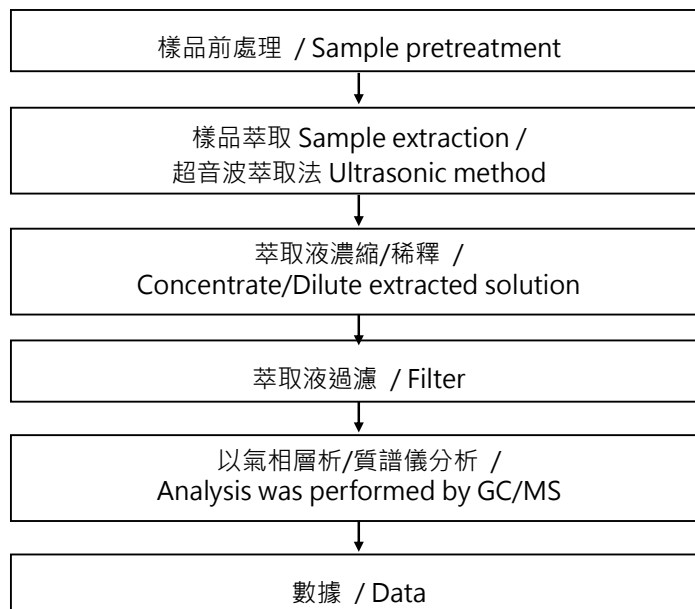 樣品前處理 / Sample pretreatment
樣品萃取 Sample extraction /
超音波萃取法 Ultrasonic method
萃取液濃縮/稀釋 /
Concentrate/Dilute extracted solution
萃取液過濾 / Filter
以氣相層析/質譜儀分析 /
Analysis was performed by GC/MS
數據 / Data